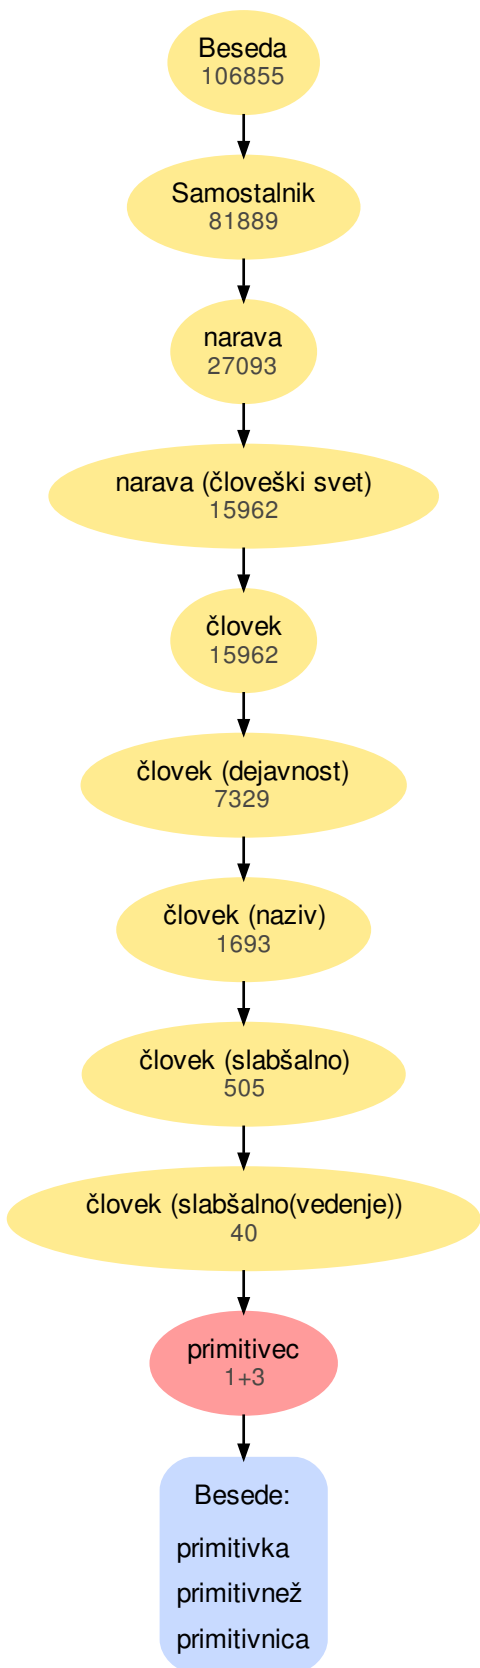 Beseda
106855
Samostalnik
81889
narava
27093
narava (človeški svet)
15962
človek
15962
človek (dejavnost)
7329
človek (naziv)
1693
človek (slabšalno)
505
človek (slabšalno(vedenje))
40
primitivec
1+3
Besede:
primitivka
primitivnež
primitivnica